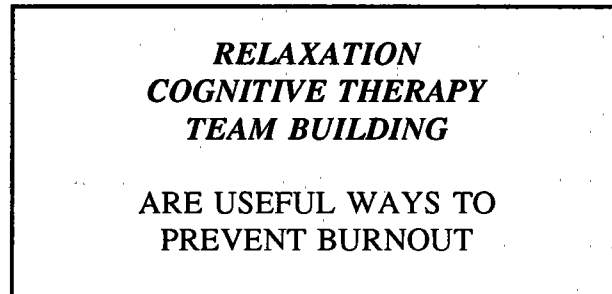 RELAXATION
COGNITIVE THERAPY
TEAM BUILDING
ARE USEFUL WAYS TO
PREVENT BURNOUT